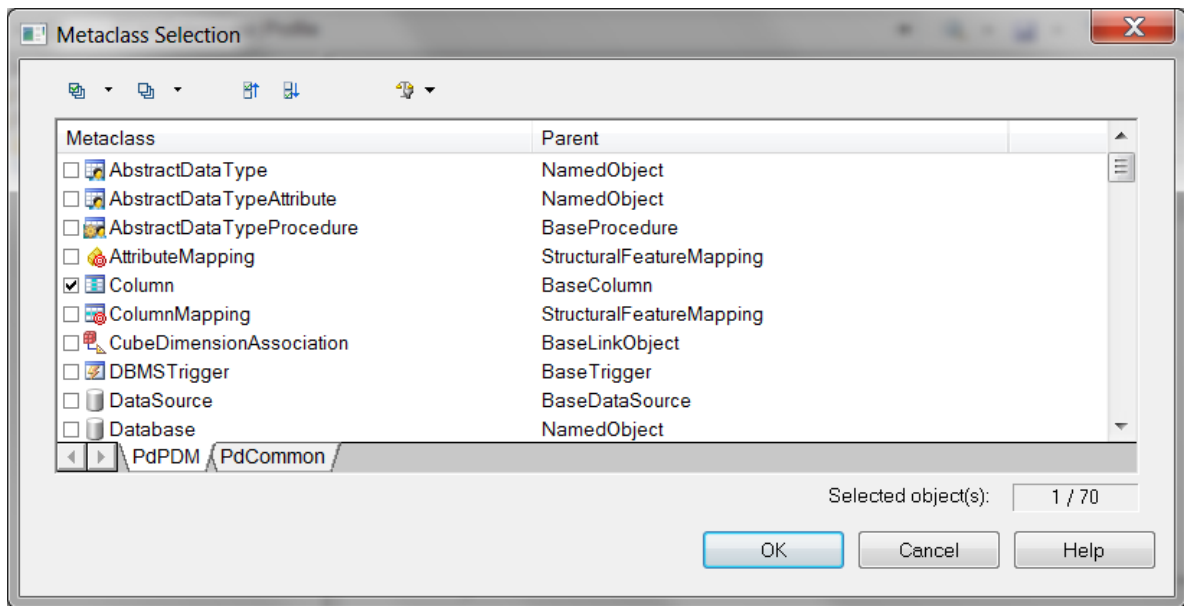 Metaclass Selection
Metaclass Parent
AbstractDataType NamedObject
AbstractDataTypeAttribute NamedObject
AbstractDataTypeProcedure BaseProcedure
AttributeMapping StructuralFeatureMapping
Column BaseColumn
ColumnMapping StructuralFeatureMapping
CubeDimensionAssociation BaseLinkObject
DBMSTrigger BaseTrigger
DataSource BaseDataSource
Database NamedObject
PdPDM PdCommon
Selected object(s): 1 / 70
OK Cancel Help